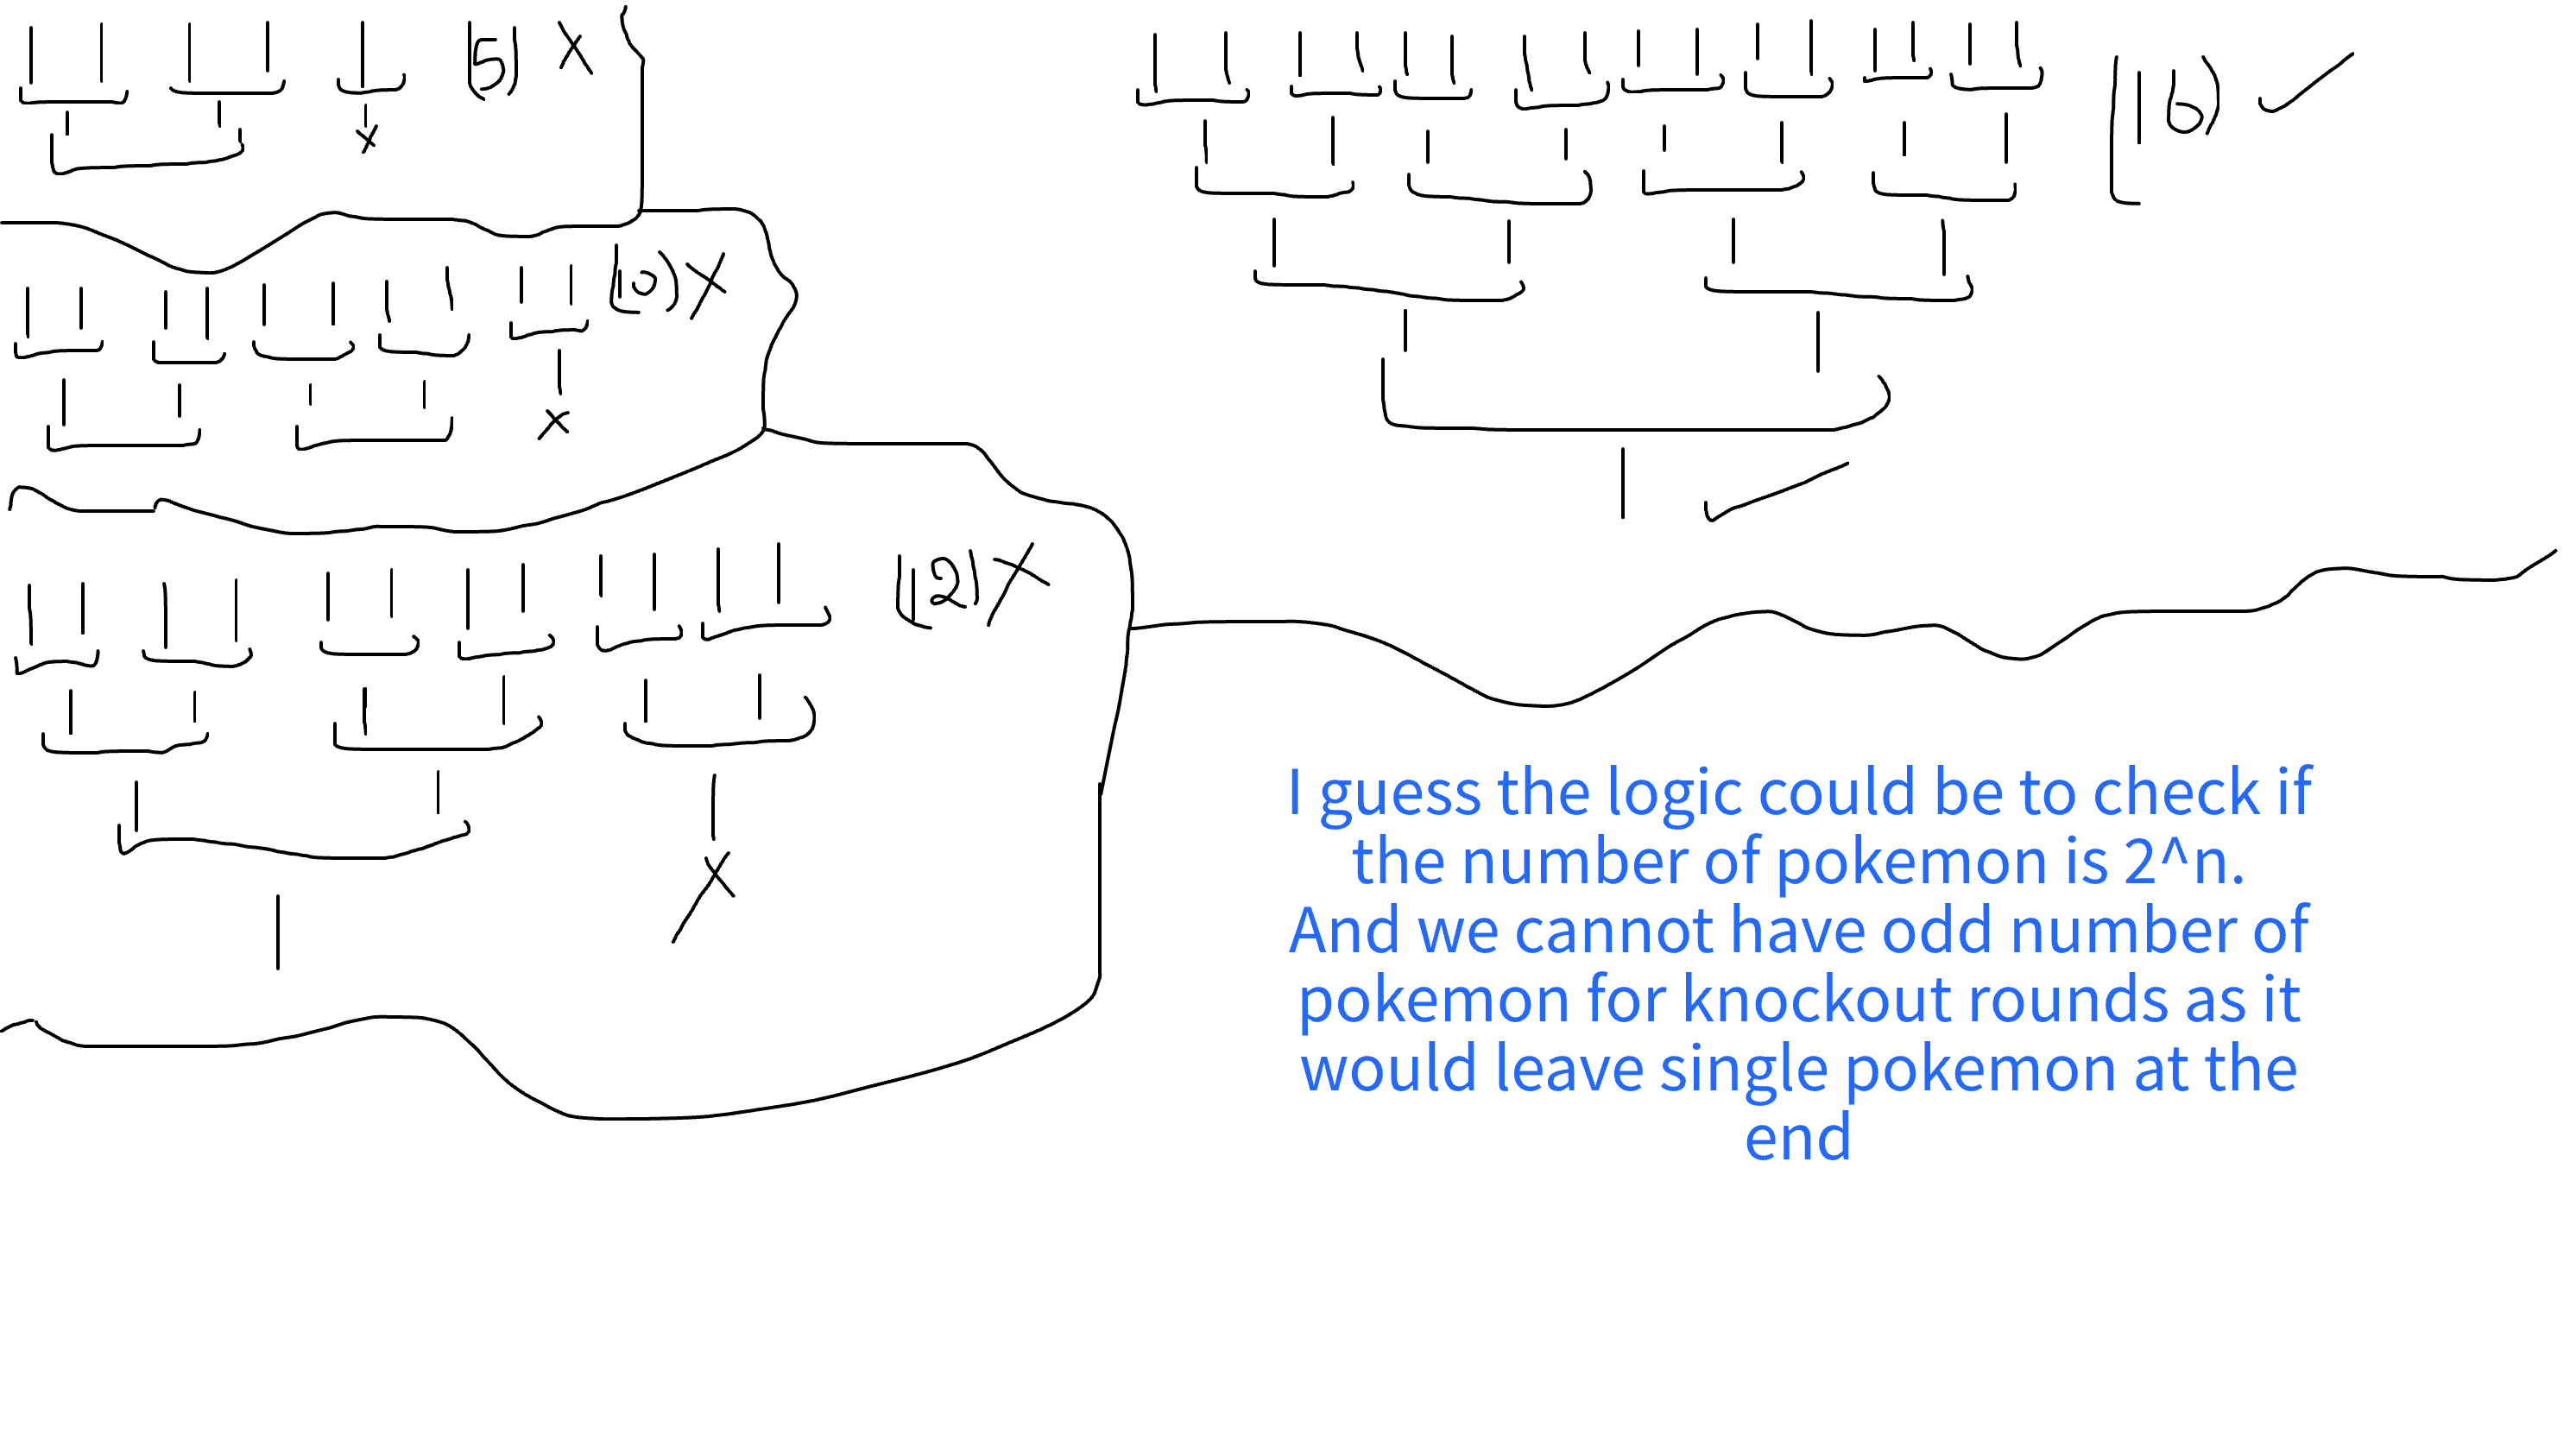 (5) X
(16) ✓
(10) X
(12) X
I guess the logic could be to check if
the number of pokemon is 2^n.
And we cannot have odd number of
pokemon for knockout rounds as it
would leave single pokemon at the
end